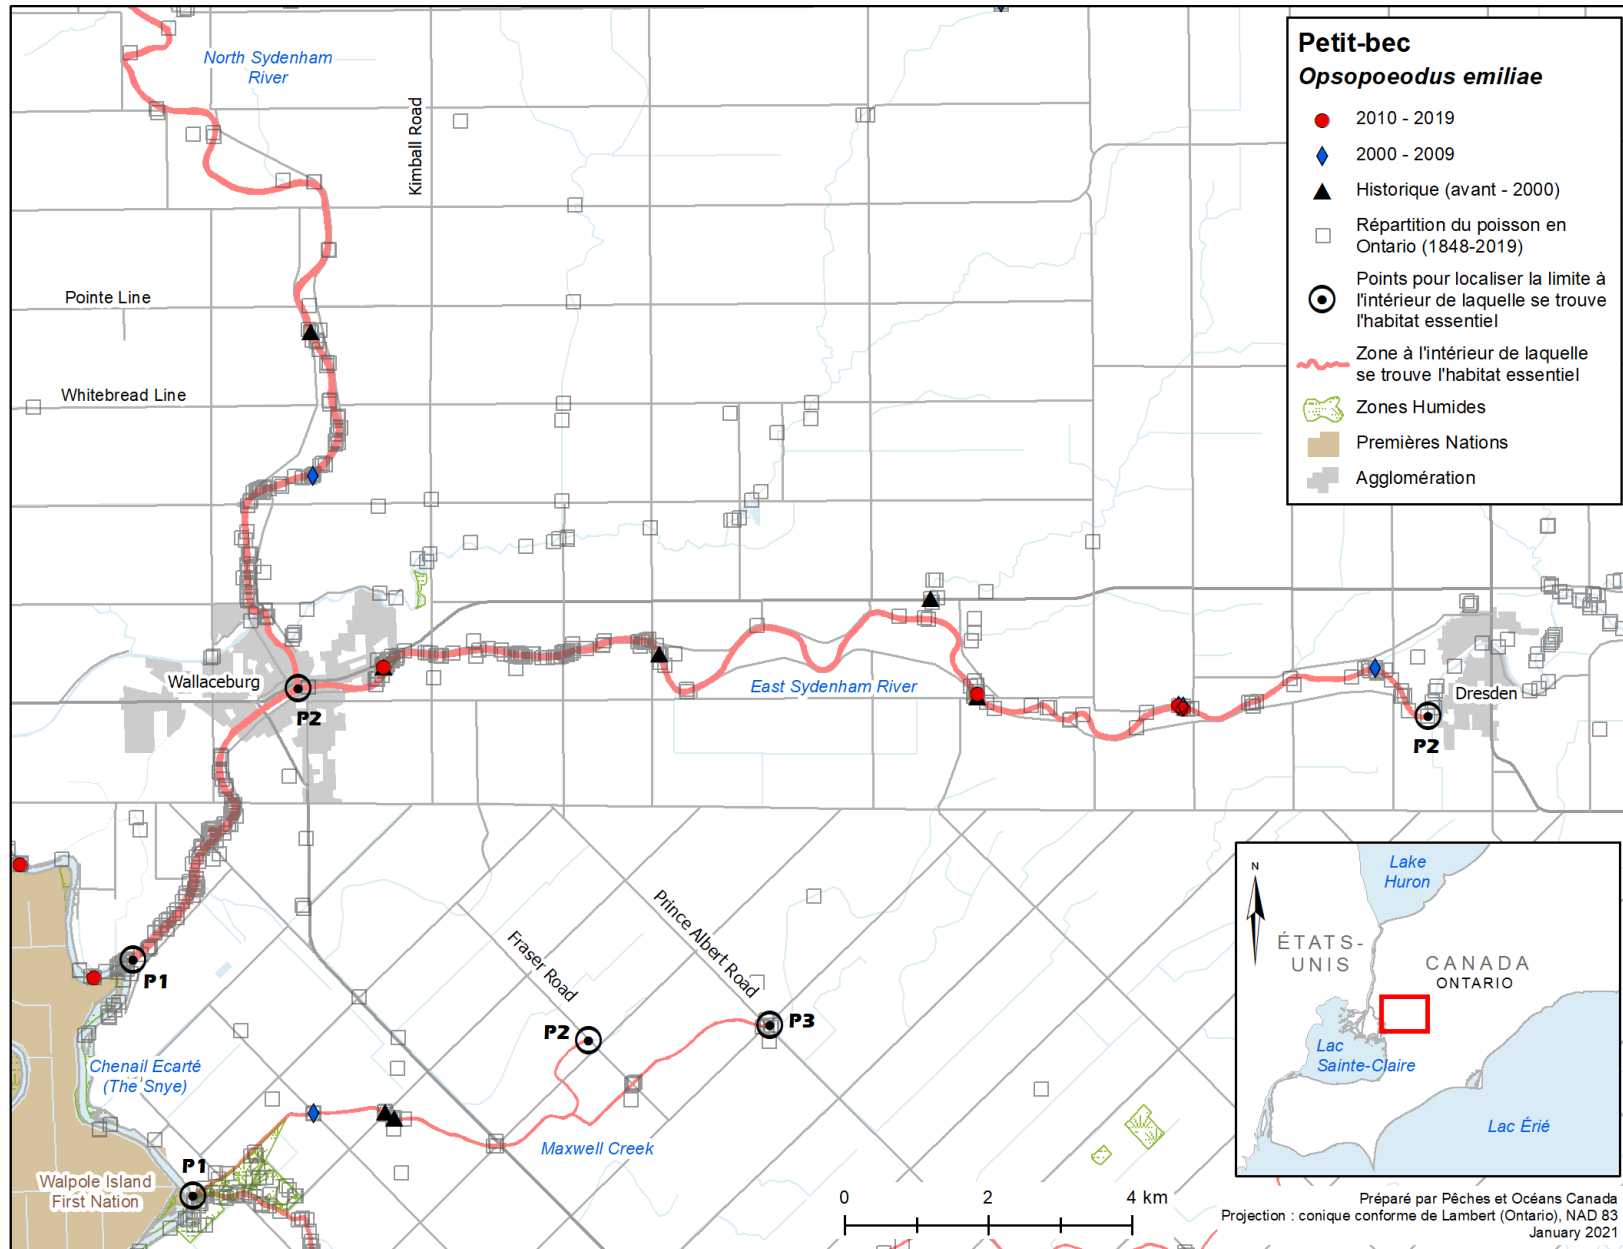 Petit-bec
Opsopoeodus emiliae
2010 - 2019
2000 - 2009
Historique (avant - 2000)
Répartition du poisson en
Ontario (1848-2019)
Points pour localiser la limite à
l'intérieur de laquelle se trouve
l'habitat essentiel
Zone à l'intérieur de laquelle
se trouve l'habitat essentiel
Zones Humides
Premières Nations
Agglomération
North Sydenham
River
Kimball Road
Pointe Line
Whitebread Line
Wallaceburg
P2
East Sydenham River
Dresden
P2
P1
Fraser Road
Prince Albert Road
P2
P3
Chenail Ecarté
(The Snye)
Maxwell Creek
P1
Walpole Island
First Nation
N
Lake
Huron
ÉTATS-
UNIS
CANADA
ONTARIO
Lac
Sainte-Claire
Lac Érié
0 2 4 km
Préparé par Pêches et Océans Canada
Projection : conique conforme de Lambert (Ontario), NAD 83
January 2021